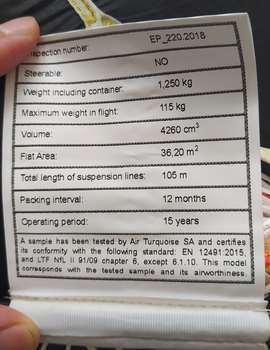 spection number: EP_220.2018
Steerable: NO
Weight including container: 1,250 kg
Maximum weight in flight: 115 kg
Volume: 4260 cm³
Flat Area: 36,20 m²
Total length of suspension lines: 105 m
Packing interval: 12 months
Operating period: 15 years
A sample has been tested by Air Turquoise SA and certifies
its conformity with the following standard: EN 12491:2015,
and LTF NfL II 91/09 chapter 6, except 6.1.10. This model
corresponds with the tested sample and its airworthiness.